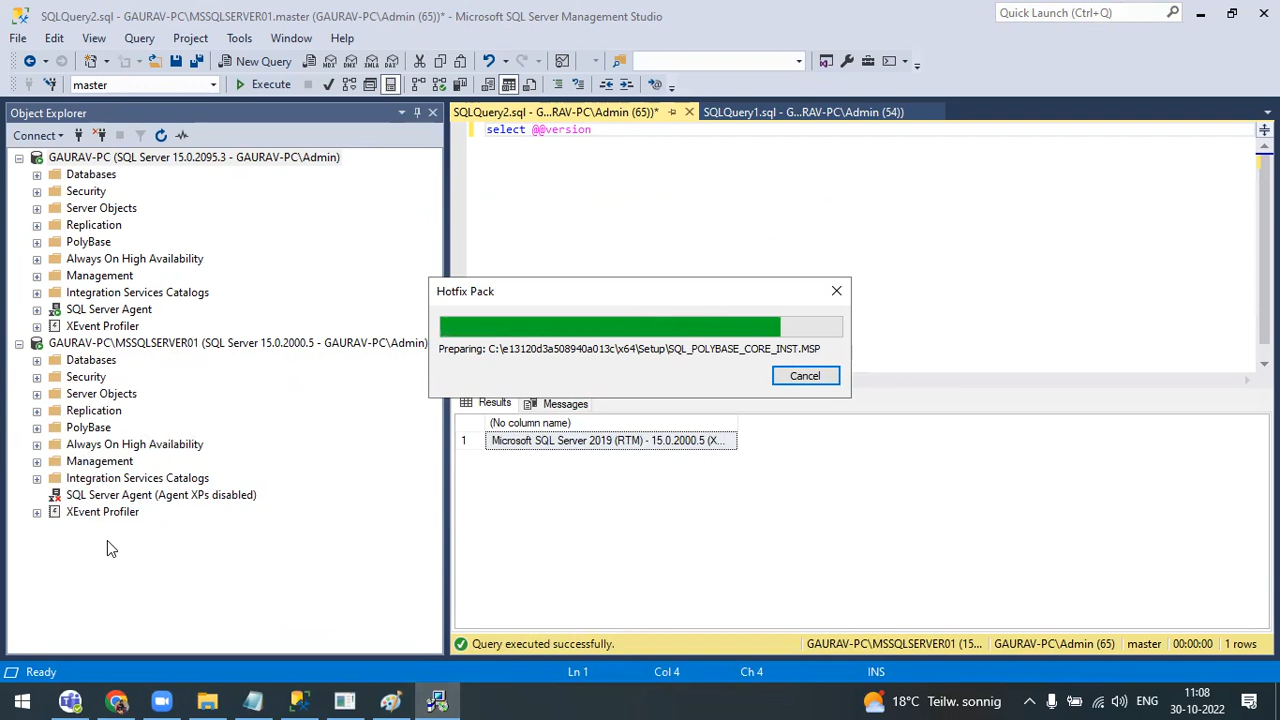 SQLQuery2.sql - GAURAV-PC\MSSQLSERVER01.master (GAURAV-PC\Admin (65))* - Microsoft SQL Server Management Studio
Quick Launch (Ctrl+Q)
File Edit View Query Project Tools Window Help
New Query
master
Execute
Object Explorer
SQLQuery2.sql - G...RAV-PC\Admin (65))*
SQLQuery1.sql - G...RAV-PC\Admin (54))
Connect
select @@version
GAURAV-PC (SQL Server 15.0.2095.3 - GAURAV-PC\Admin)
Databases
Security
Server Objects
Replication
PolyBase
Always On High Availability
Management
Integration Services Catalogs
SQL Server Agent
XEvent Profiler
GAURAV-PC\MSSQLSERVER01 (SQL Server 15.0.2000.5 - GAURAV-PC\Admin)
Databases
Security
Server Objects
Replication
PolyBase
Always On High Availability
Management
Integration Services Catalogs
SQL Server Agent (Agent XPs disabled)
XEvent Profiler
Hotfix Pack
Preparing: C:\e13120d3a508940a013c\x64\Setup\SQL_POLYBASE_CORE_INST.MSP
Cancel
Results Messages
(No column name)
1 Microsoft SQL Server 2019 (RTM) - 15.0.2000.5 (X...
Query executed successfully.
GAURAV-PC\MSSQLSERVER01 (15... GAURAV-PC\Admin (65) master 00:00:00 1 rows
Ready
Ln 1 Col 4 Ch 4 INS
18°C Teilw. sonnig
ENG
11:08
30-10-2022